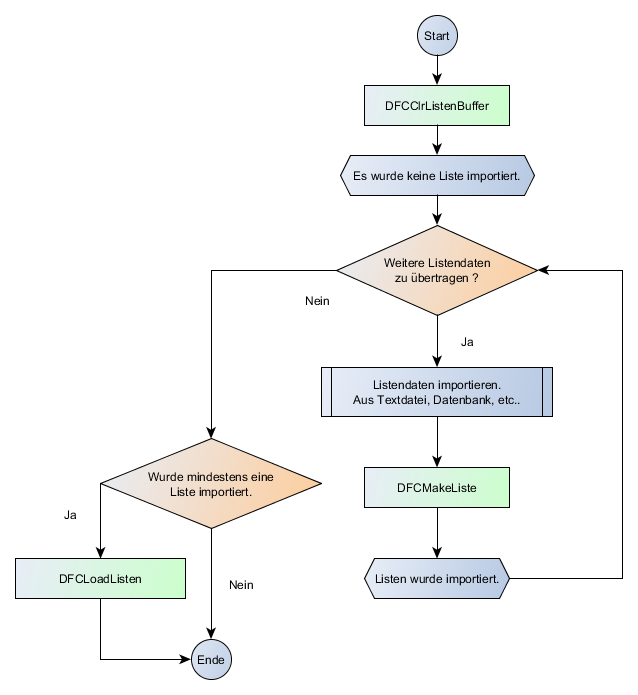 Start
DFCClrListenBuffer
Es wurde keine Liste importiert.
Weitere Listendaten
zu übertragen ?
Nein
Ja
Listendaten importieren.
Aus Textdatei, Datenbank, etc..
Wurde mindestens eine
Liste importiert.
DFCMakeListe
Ja
DFCLoadListen
Nein
Listen wurde importiert.
Ende